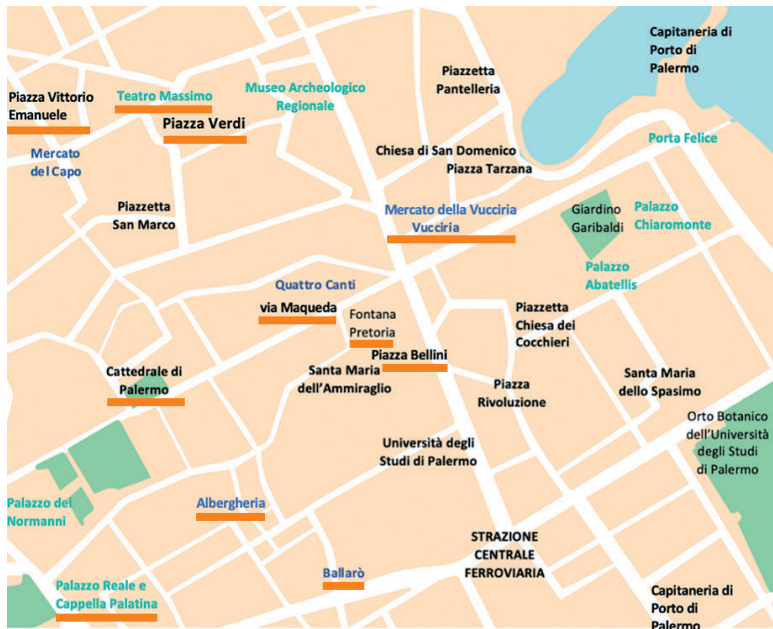 Capitaneria di
Porto di
Palermo
Piazzetta
Pantelleria
Museo Archeologico
Regionale
Teatro Massimo
Piazza Vittorio
Emanuele
Piazza Verdi
Porta Felice
Mercato
del Capo
Chiesa di San Domenico
Piazza Tarzana
Piazzetta
San Marco
Mercato della Vucciria
Vucciria
Giardino
Garibaldi
Palazzo
Chiaromonte
Palazzo
Abatellis
Quattro Canti
via Maqueda
Fontana
Pretoria
Piazzetta
Chiesa dei
Cocchieri
Piazza Bellini
Cattedrale di
Palermo
Santa Maria
dell'Ammiraglio
Piazza
Rivoluzione
Santa Maria
dello Spasimo
Orto Botanico
dell'Università
degli Studi
di Palermo
Università degli
Studi di Palermo
Palazzo dei
Normanni
Albergheria
STRAZIONE
CENTRALE
FERROVIARIA
Ballarò
Palazzo Reale e
Cappella Palatina
Capitaneria di
Porto di
Palermo